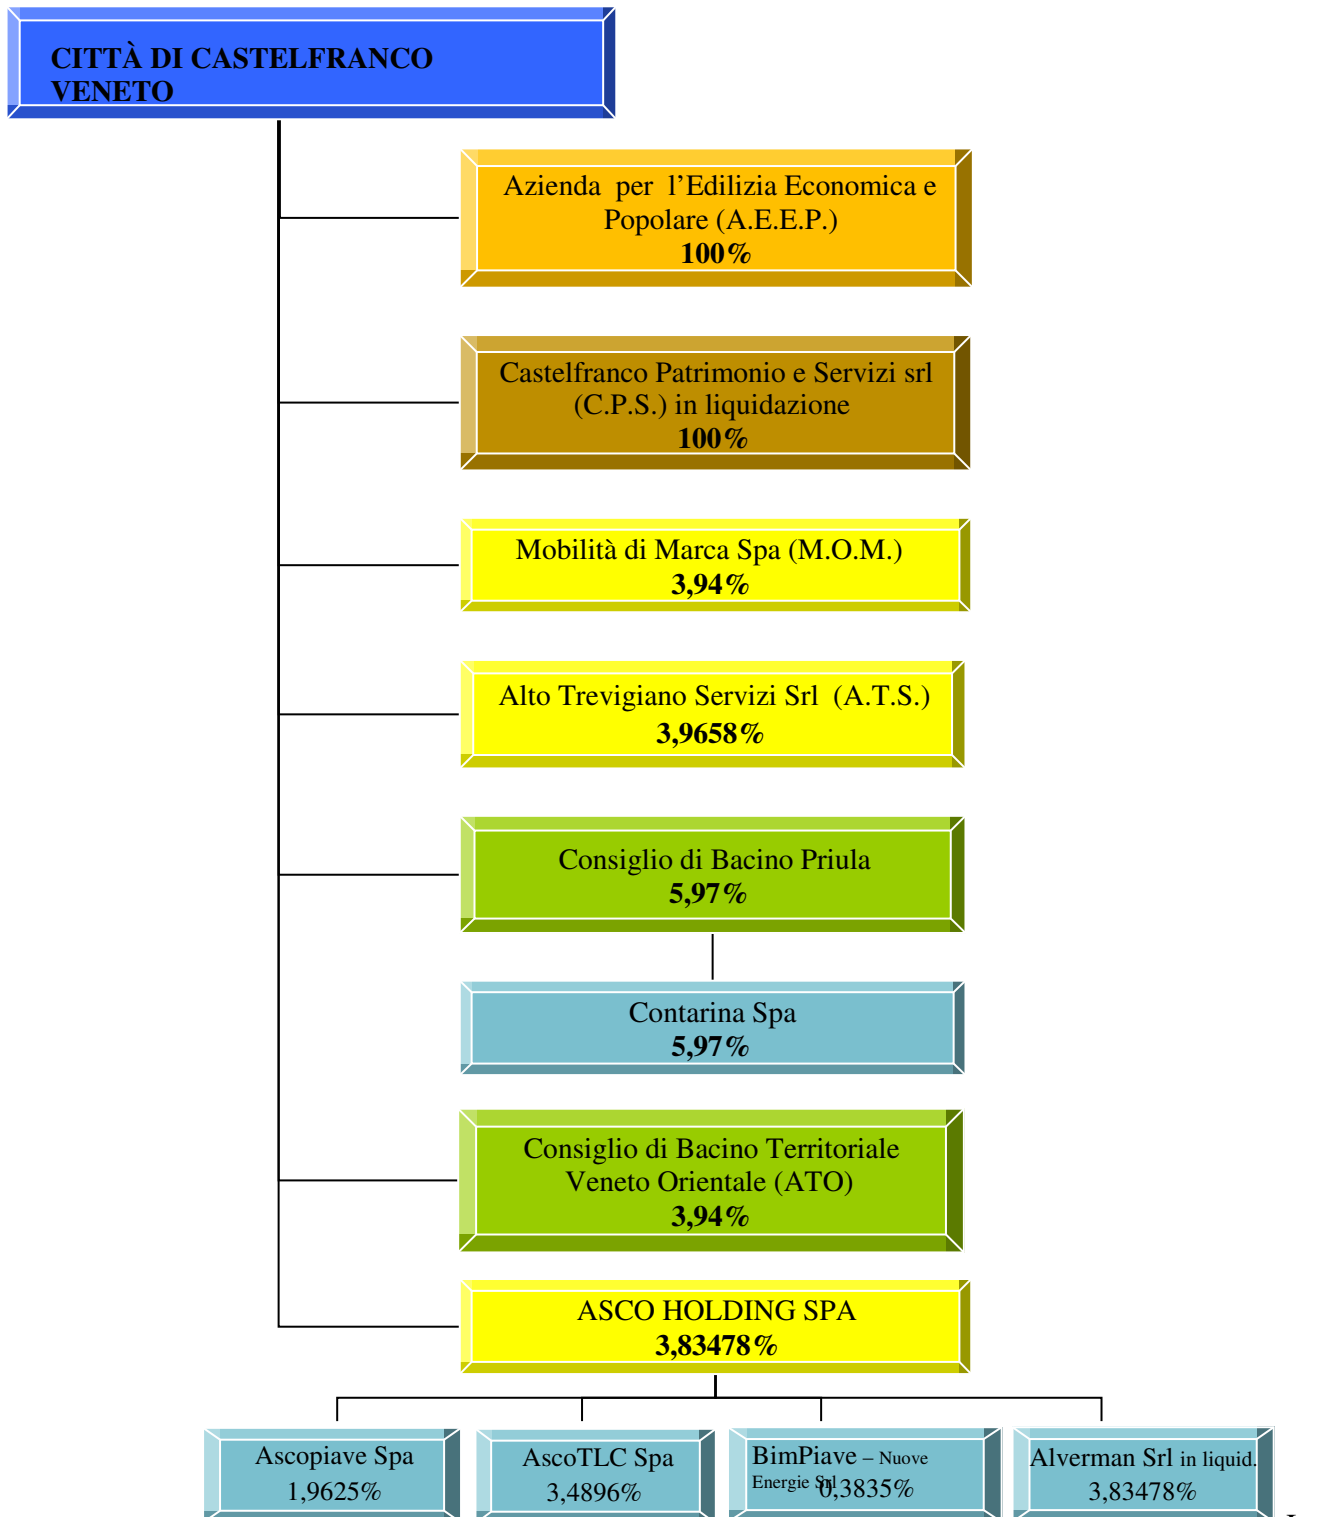 CITTÀ DI CASTELFRANCO
VENETO
Azienda per l'Edilizia Economica e
Popolare (A.E.E.P.)
100%
Castelfranco Patrimonio e Servizi srl
(C.P.S.) in liquidazione
100%
Mobilità di Marca Spa (M.O.M.)
3,94%
Alto Trevigiano Servizi Srl (A.T.S.)
3,9658%
Consiglio di Bacino Priula
5,97%
Contarina Spa
5,97%
Consiglio di Bacino Territoriale
Veneto Orientale (ATO)
3,94%
ASCO HOLDING SPA
3,83478%
Ascopiave Spa
1,9625%
AscoTLC Spa
3,4896%
BimPiave – Nuove
Energie Srl
0,3835%
Alverman Srl in liquid.
3,83478%